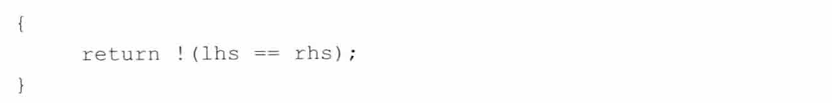 {
return !(lhs == rhs);
}